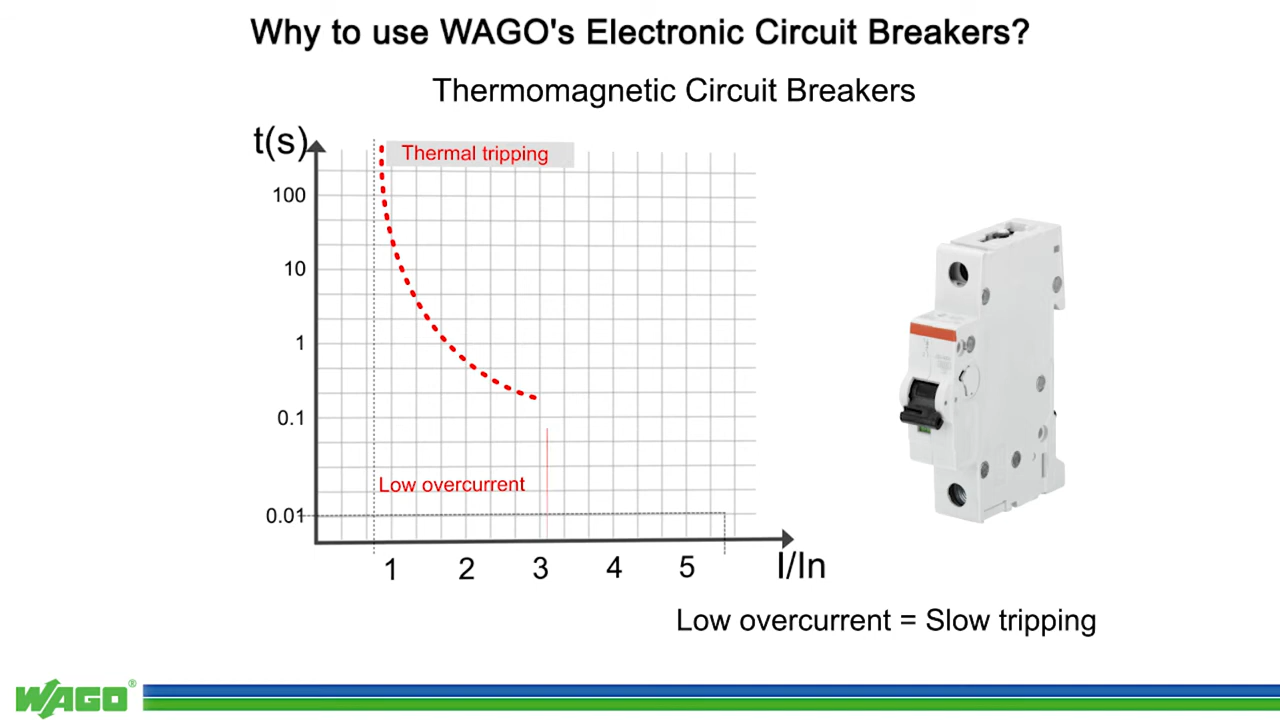 Why to use WAGO's Electronic Circuit Breakers?
Thermomagnetic Circuit Breakers
t(s)
Thermal tripping
100
10
1
0.1
Low overcurrent
0.01
1 2 3 4 5 I/In
Low overcurrent = Slow tripping
WAGO®